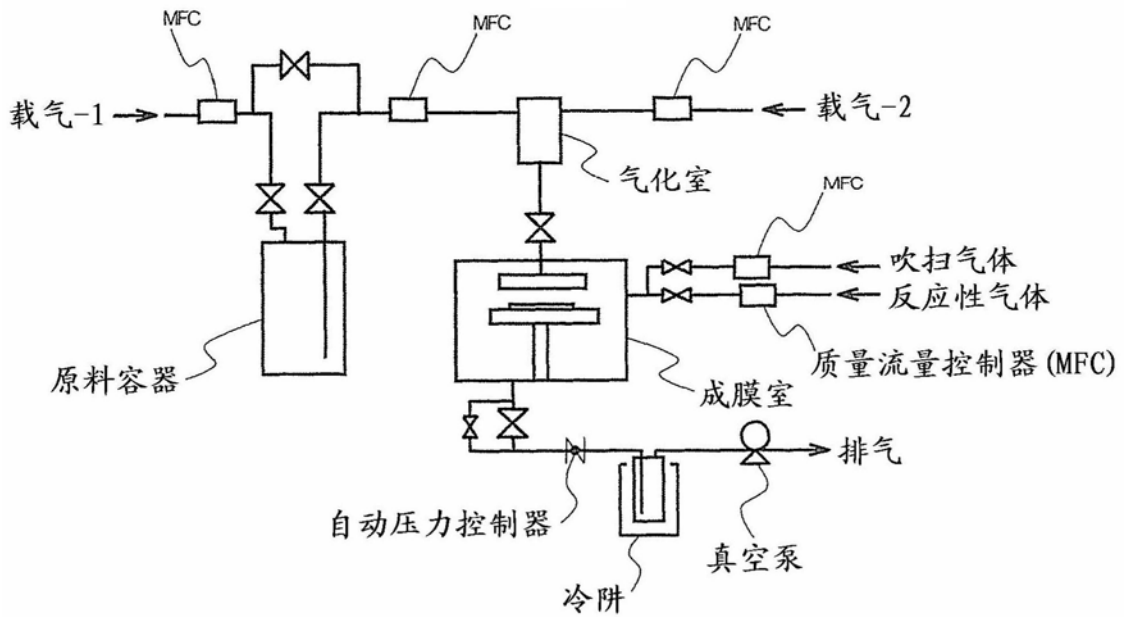 MFC
MFC
MFC
载气-1
载气-2
气化室
MFC
吹扫气体
反应性气体
质量流量控制器(MFC)
原料容器
成膜室
排气
自动压力控制器
真空泵
冷阱